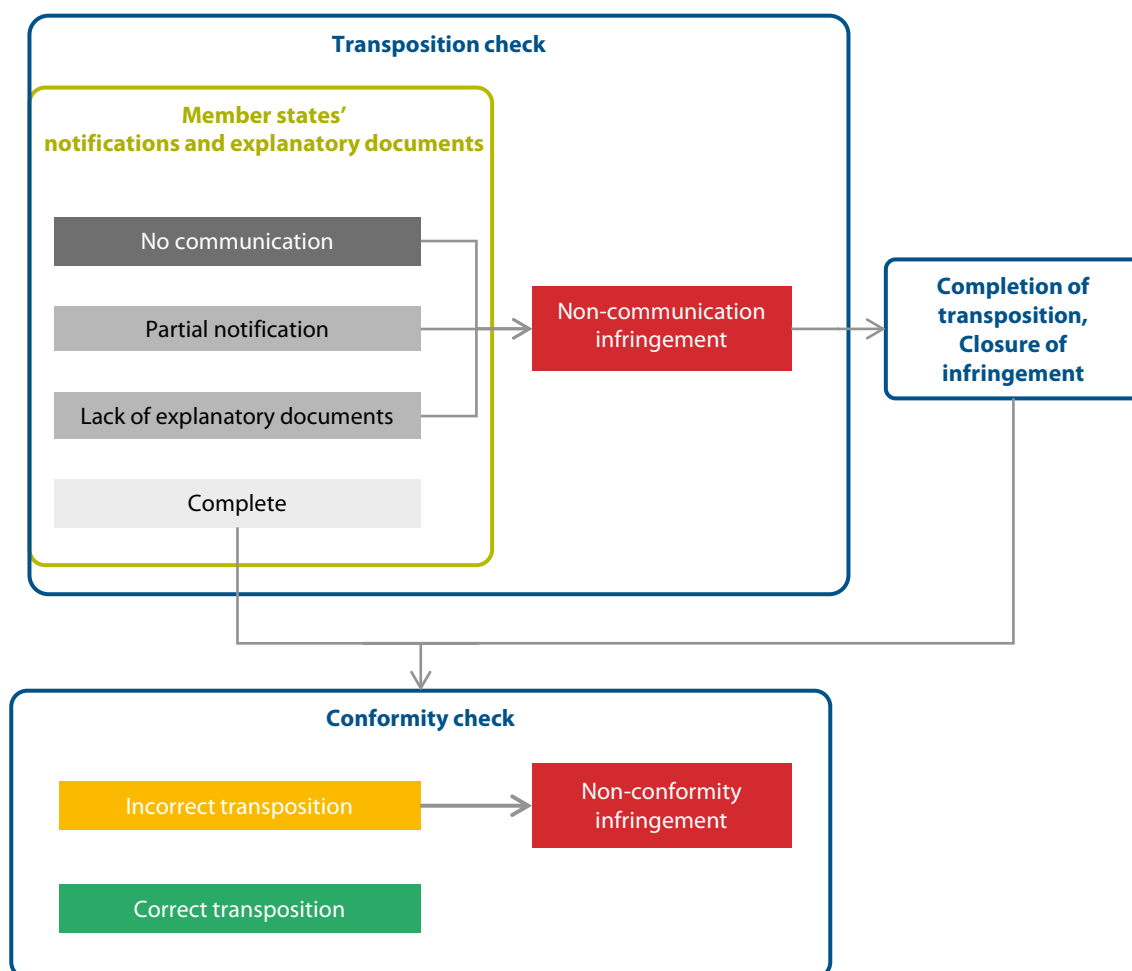 Transposition check
Member states’
notifications and explanatory documents
No communication
Partial notification
Lack of explanatory documents
Complete
Non-communication
infringement
Completion of
transposition,
Closure of
infringement
Conformity check
Incorrect transposition
Non-conformity
infringement
Correct transposition